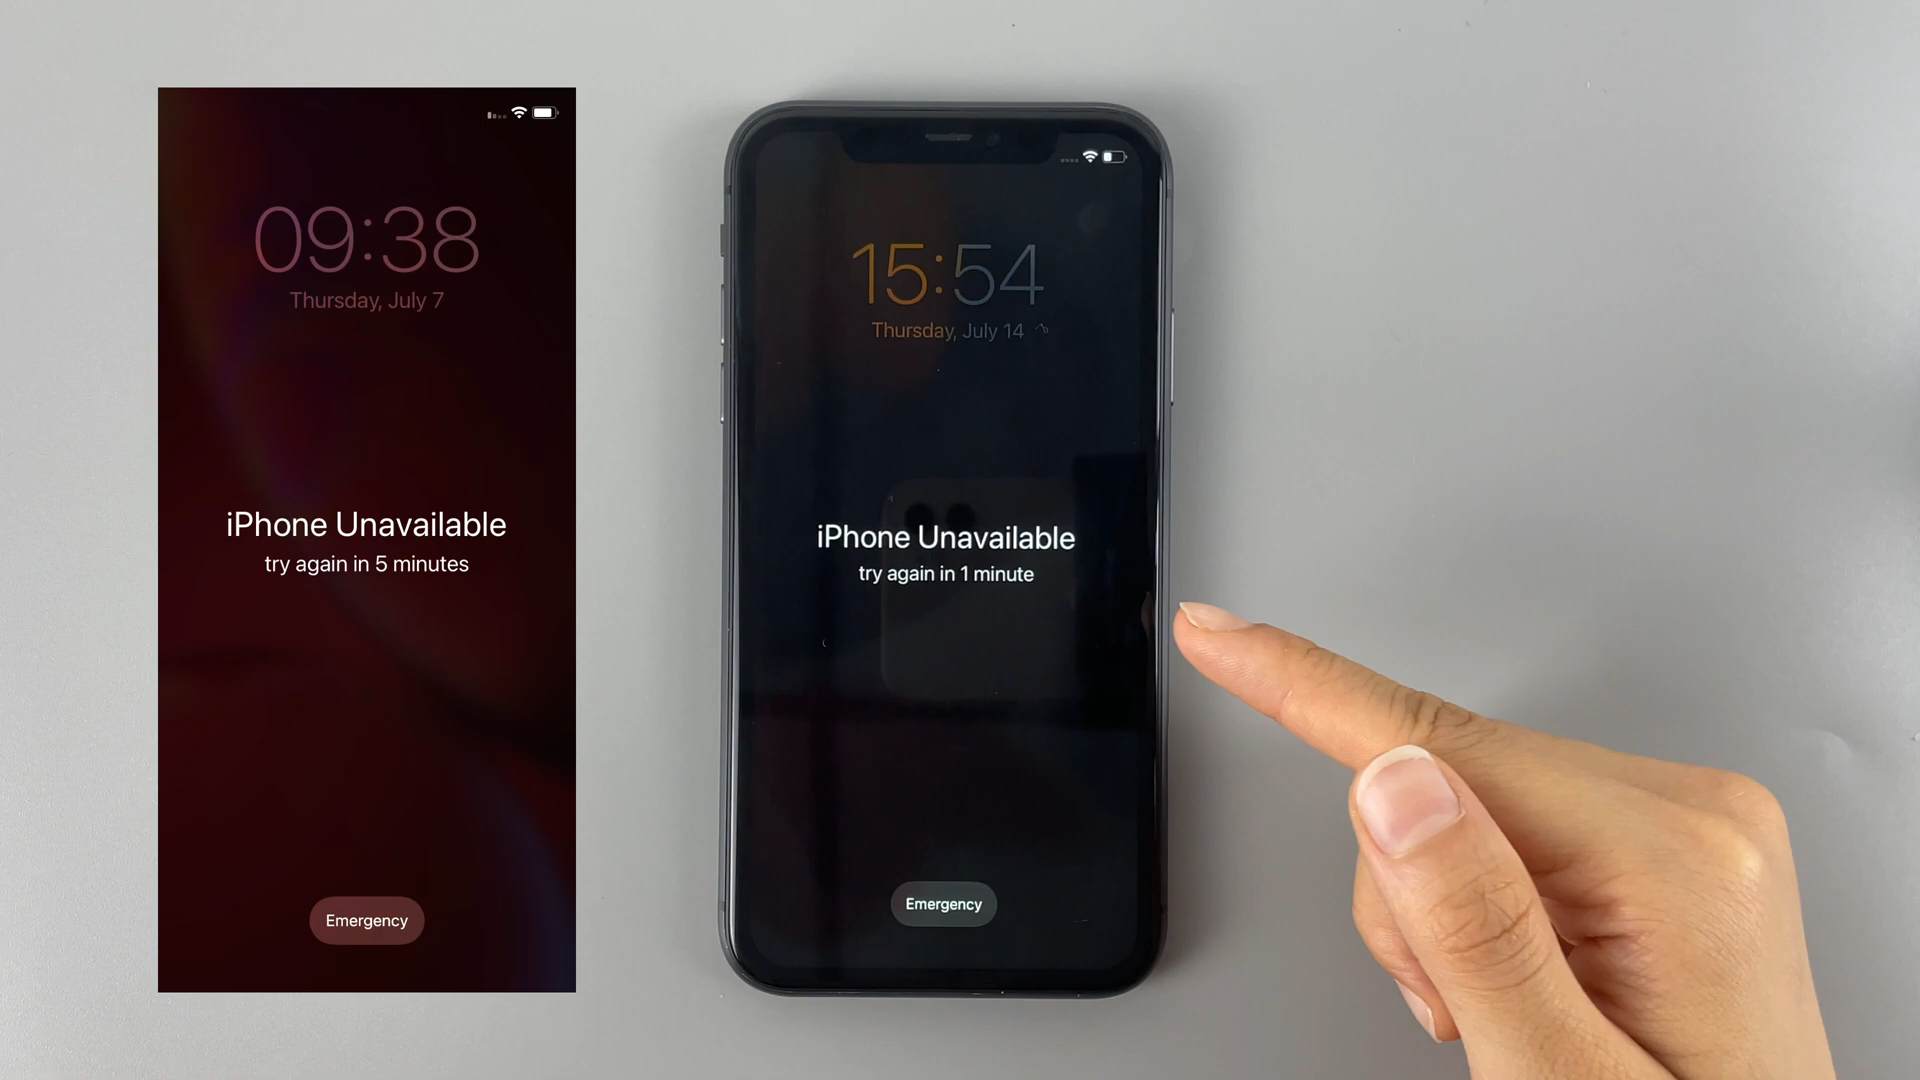 09:38
Thursday, July 7
iPhone Unavailable
try again in 5 minutes
Emergency
15:54
Thursday, July 14
iPhone Unavailable
try again in 1 minute
Emergency